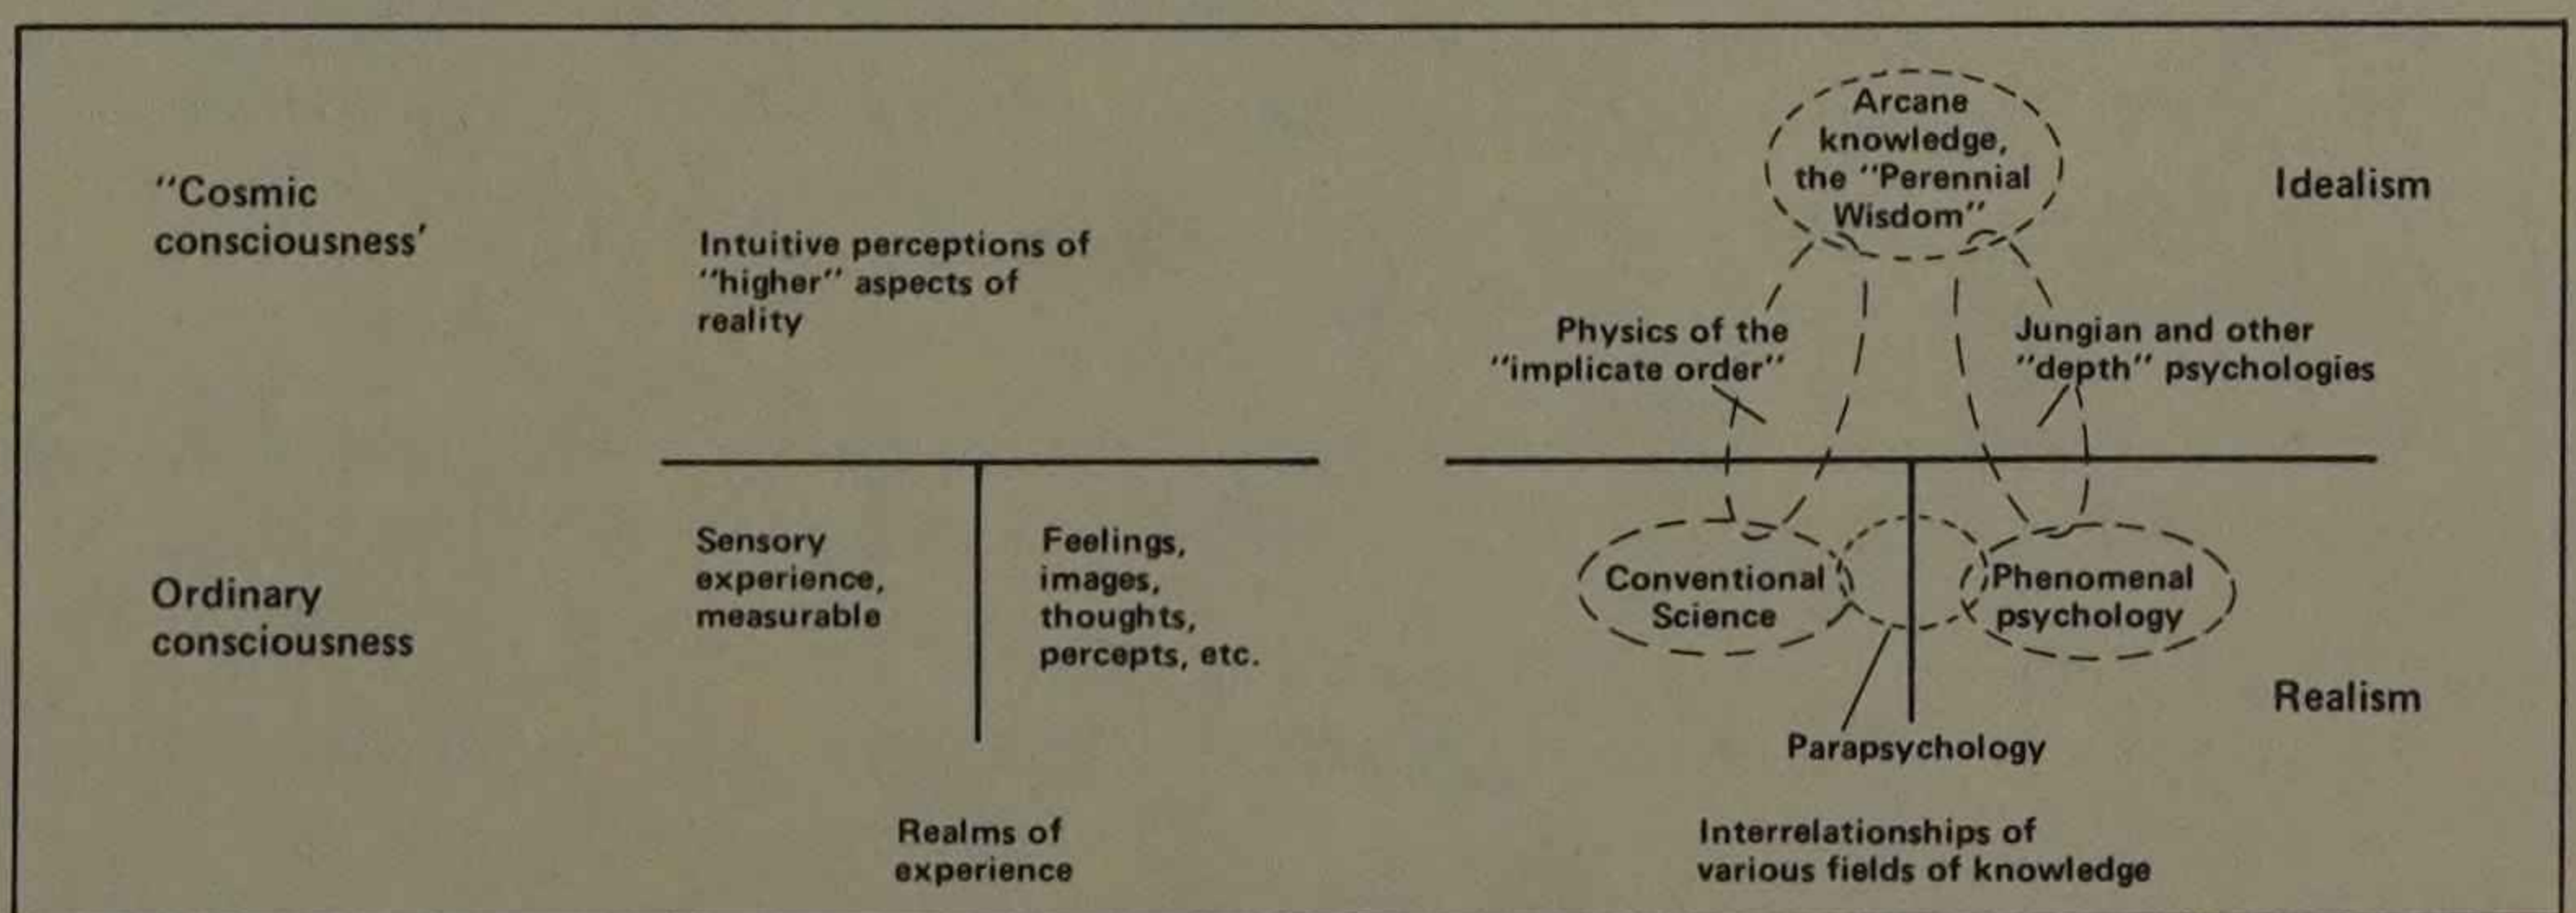 "Cosmic
consciousness'
Intuitive perceptions of
"higher" aspects of
reality
Arcane
knowledge,
the "Perennial
Wisdom"
Idealism
Physics of the
"implicate order"
Jungian and other
"depth" psychologies
Ordinary
consciousness
Sensory
experience,
measurable
Feelings,
images,
thoughts,
percepts, etc.
Conventional
Science
Phenomenal
psychology
Realism
Parapsychology
Realms of
experience
Interrelationships of
various fields of knowledge